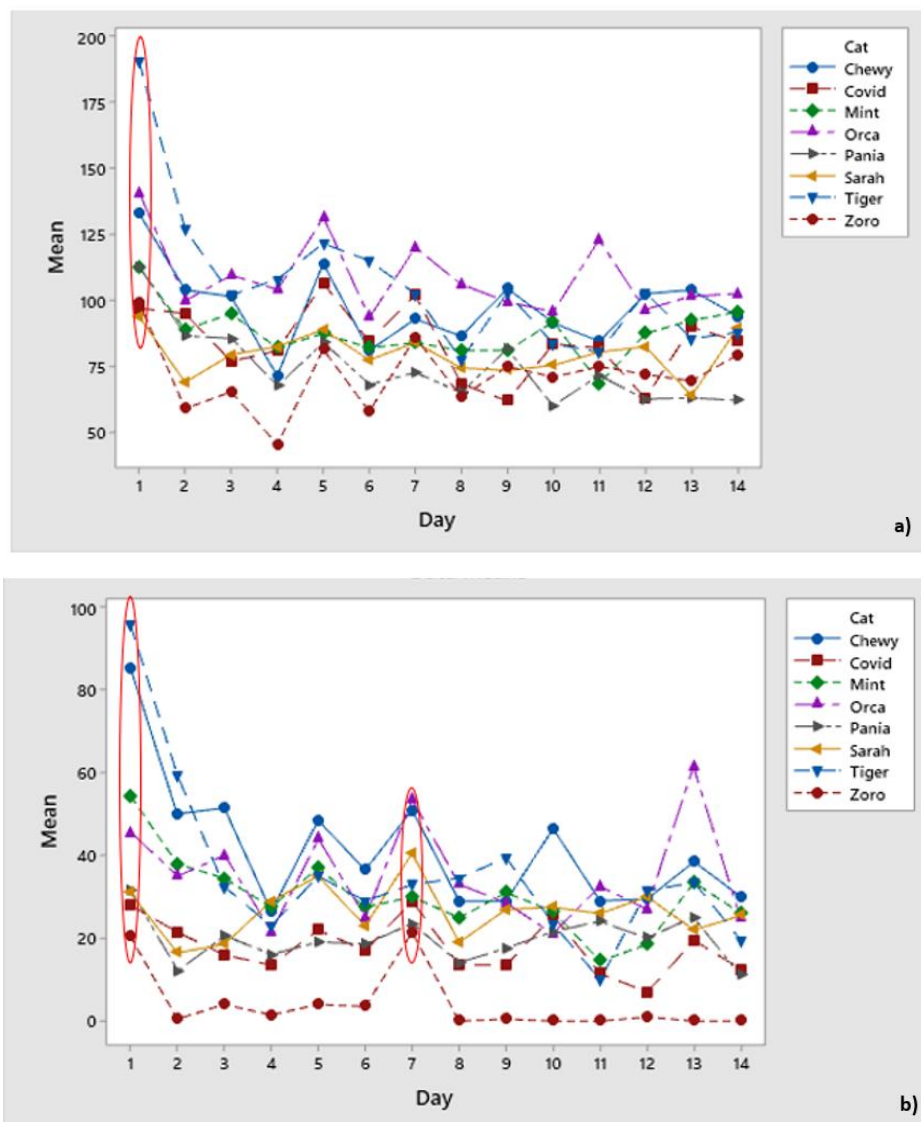 200
175
150
125
100
75
50
Mean
1 2 3 4 5 6 7 8 9 10 11 12 13 14
Day
Cat
Chewy
Covid
Mint
Orca
Pania
Sarah
Tiger
Zoro
a)
100
80
60
40
20
0
Mean
1 2 3 4 5 6 7 8 9 10 11 12 13 14
Day
Cat
Chewy
Covid
Mint
Orca
Pania
Sarah
Tiger
Zoro
b)